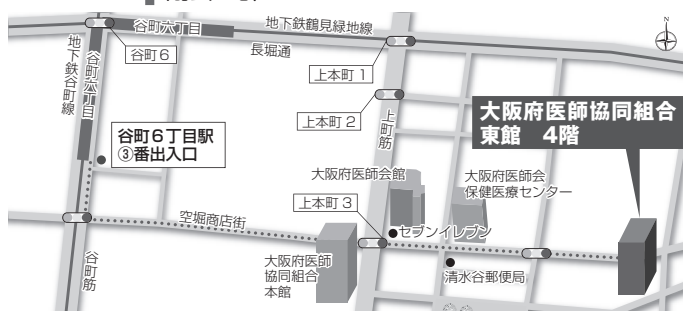 谷町六丁目
地下鉄鶴見緑地線
N
谷町6
長堀通
上本町1
地下鉄谷町線
谷町六丁目
上本町2
上町筋
大阪府医師協同組合
東館 4階
谷町6丁目駅
③番出入口
大阪府医師会館
大阪府医師会
保健医療センター
上本町3
空堀商店街
セブンイレブン
谷町筋
大阪府医師
協同組合
本館
清水谷郵便局